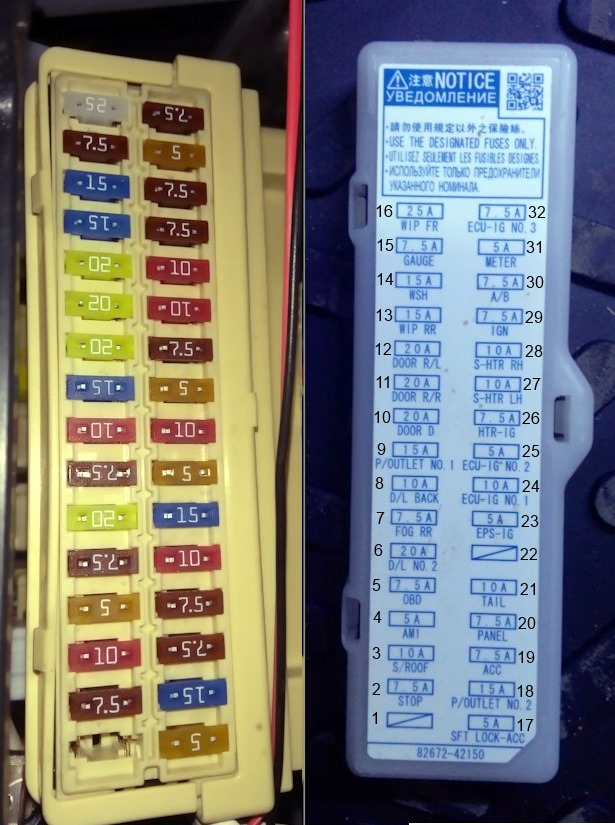 25 7.5
7.5 5
15 7.5
15 7.5
20 10
20 10
20 7.5
15 5
10 10
7.5 5
20 15
7.5 10
5 7.5
10 7.5
7.5 15
5
注意 NOTICE
УВЕДОМЛЕНИЕ
・請勿使用規定以外之保險絲.
・USE THE DESIGNATED FUSES ONLY.
・UTILISEZ SEULEMENT LES FUSIBLES DESIGNES.
・ИСПОЛЬЗУЙТЕ ТОЛЬКО ПРЕДОХРАНИТЕЛИ
УКАЗАННОГО НОМИНАЛА.
16 25A 7.5A 32
WIP FR ECU-IG NO.3
15 7.5A 5A 31
GAUGE METER
14 15A 7.5A 30
WSH A/B
13 15A 7.5A 29
WIP RR IGN
12 20A 10A 28
DOOR R/L S-HTR RH
11 20A 10A 27
DOOR R/R S-HTR LH
10 20A 7.5A 26
DOOR D. HTR-IG
9 15A 5A 25
P/OUTLET NO.1 ECU-IG NO.2
8 10A 10A 24
D/L BACK ECU-IG NO.1
7 7.5A 5A 23
FOG RR EPS-IG
6 20A 22
D/L NO.2
5 7.5A 10A 21
OBD TAIL
4 5A 7.5A 20
AM1 PANEL
3 10A 7.5A 19
S/ROOF ACC
2 7.5A 15A 18
STOP P/OUTLET NO.2
1 5A 17
SFT LOCK-ACC
82672-42150